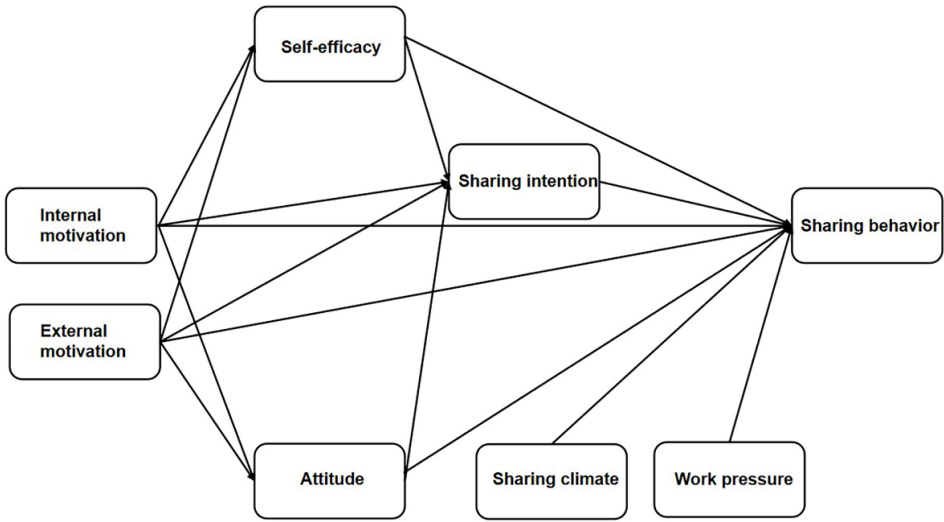 Self-efficacy
Sharing intention
Internal
motivation
Sharing behavior
External
motivation
Attitude
Sharing climate
Work pressure